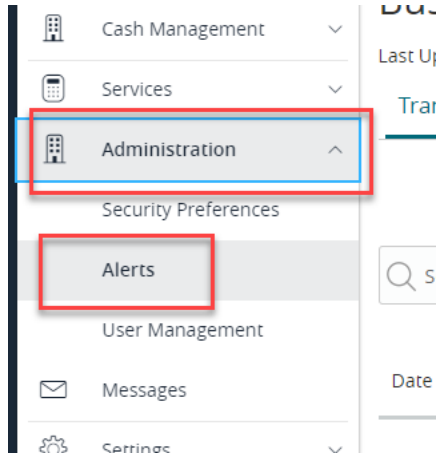 Cash Management
Services
Administration
Security Preferences
Alerts
User Management
Messages
Settings
Last Up
Tran
S
Date